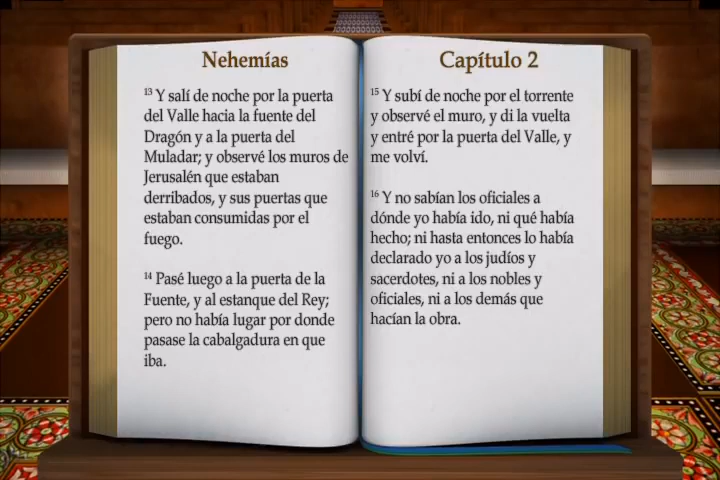 Nehemías
13 Y salí de noche por la puerta
del Valle hacia la fuente del
Dragón y a la puerta del
Muladar; y observé los muros de
Jerusalén que estaban
derribados, y sus puertas que
estaban consumidas por el
fuego.
14 Pasé luego a la puerta de la
Fuente, y al estanque del Rey;
pero no había lugar por donde
pasase la cabalgadura en que
iba.
Capítulo 2
15 Y subí de noche por el torrente
y observé el muro, y di la vuelta
y entré por la puerta del Valle, y
me volví.
16 Y no sabían los oficiales a
dónde yo había ido, ni qué había
hecho; ni hasta entonces lo había
declarado yo a los judíos y
sacerdotes, ni a los nobles y
oficiales, ni a los demás que
hacían la obra.